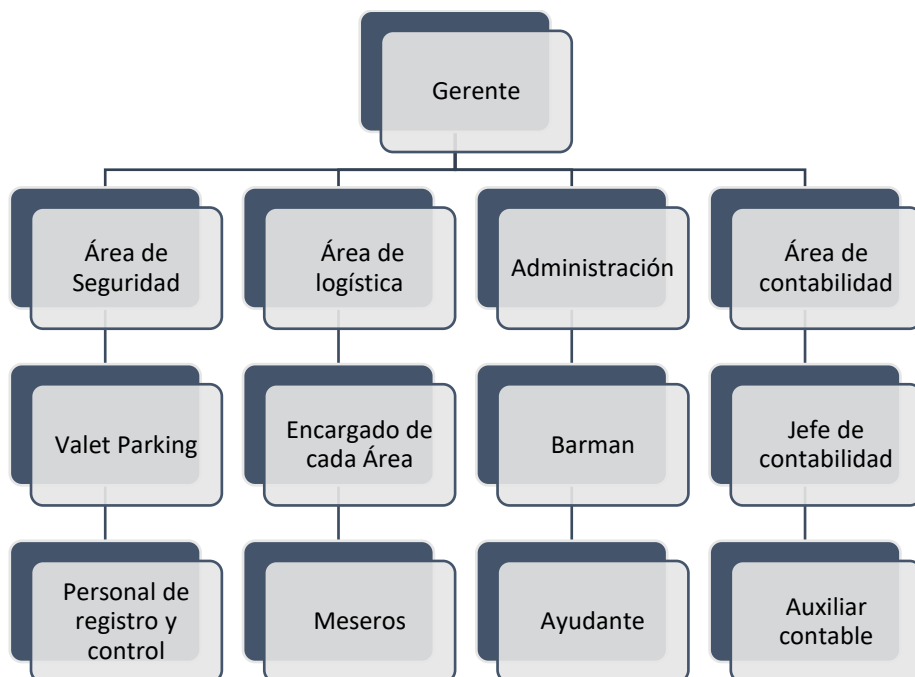 Gerente
Área de
Seguridad
Área de
logística
Administración
Área de
contabilidad
Valet Parking
Encargado de
cada Área
Barman
Jefe de
contabilidad
Personal de
registro y
control
Meseros
Ayudante
Auxiliar
contable